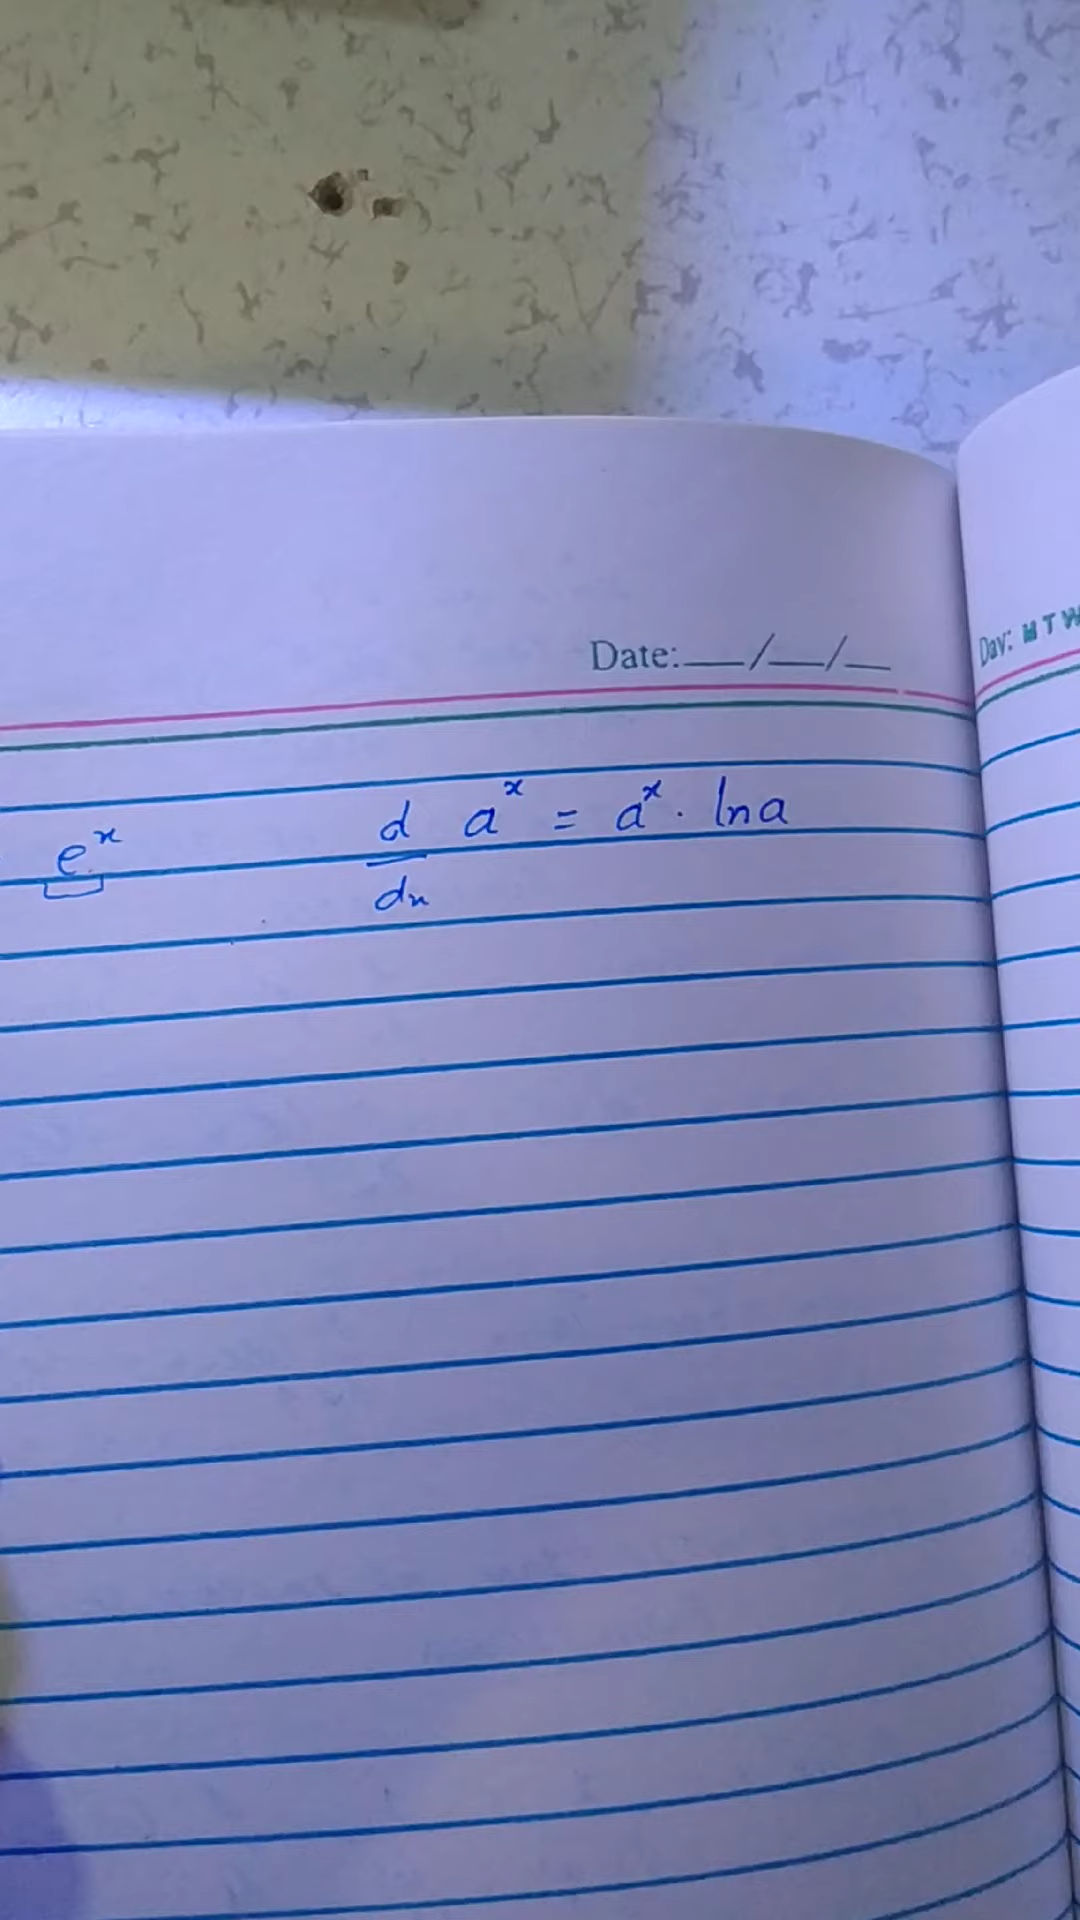 Date:__/__/__
Day: M T W
e^x    d/dx a^x = a^x . ln a